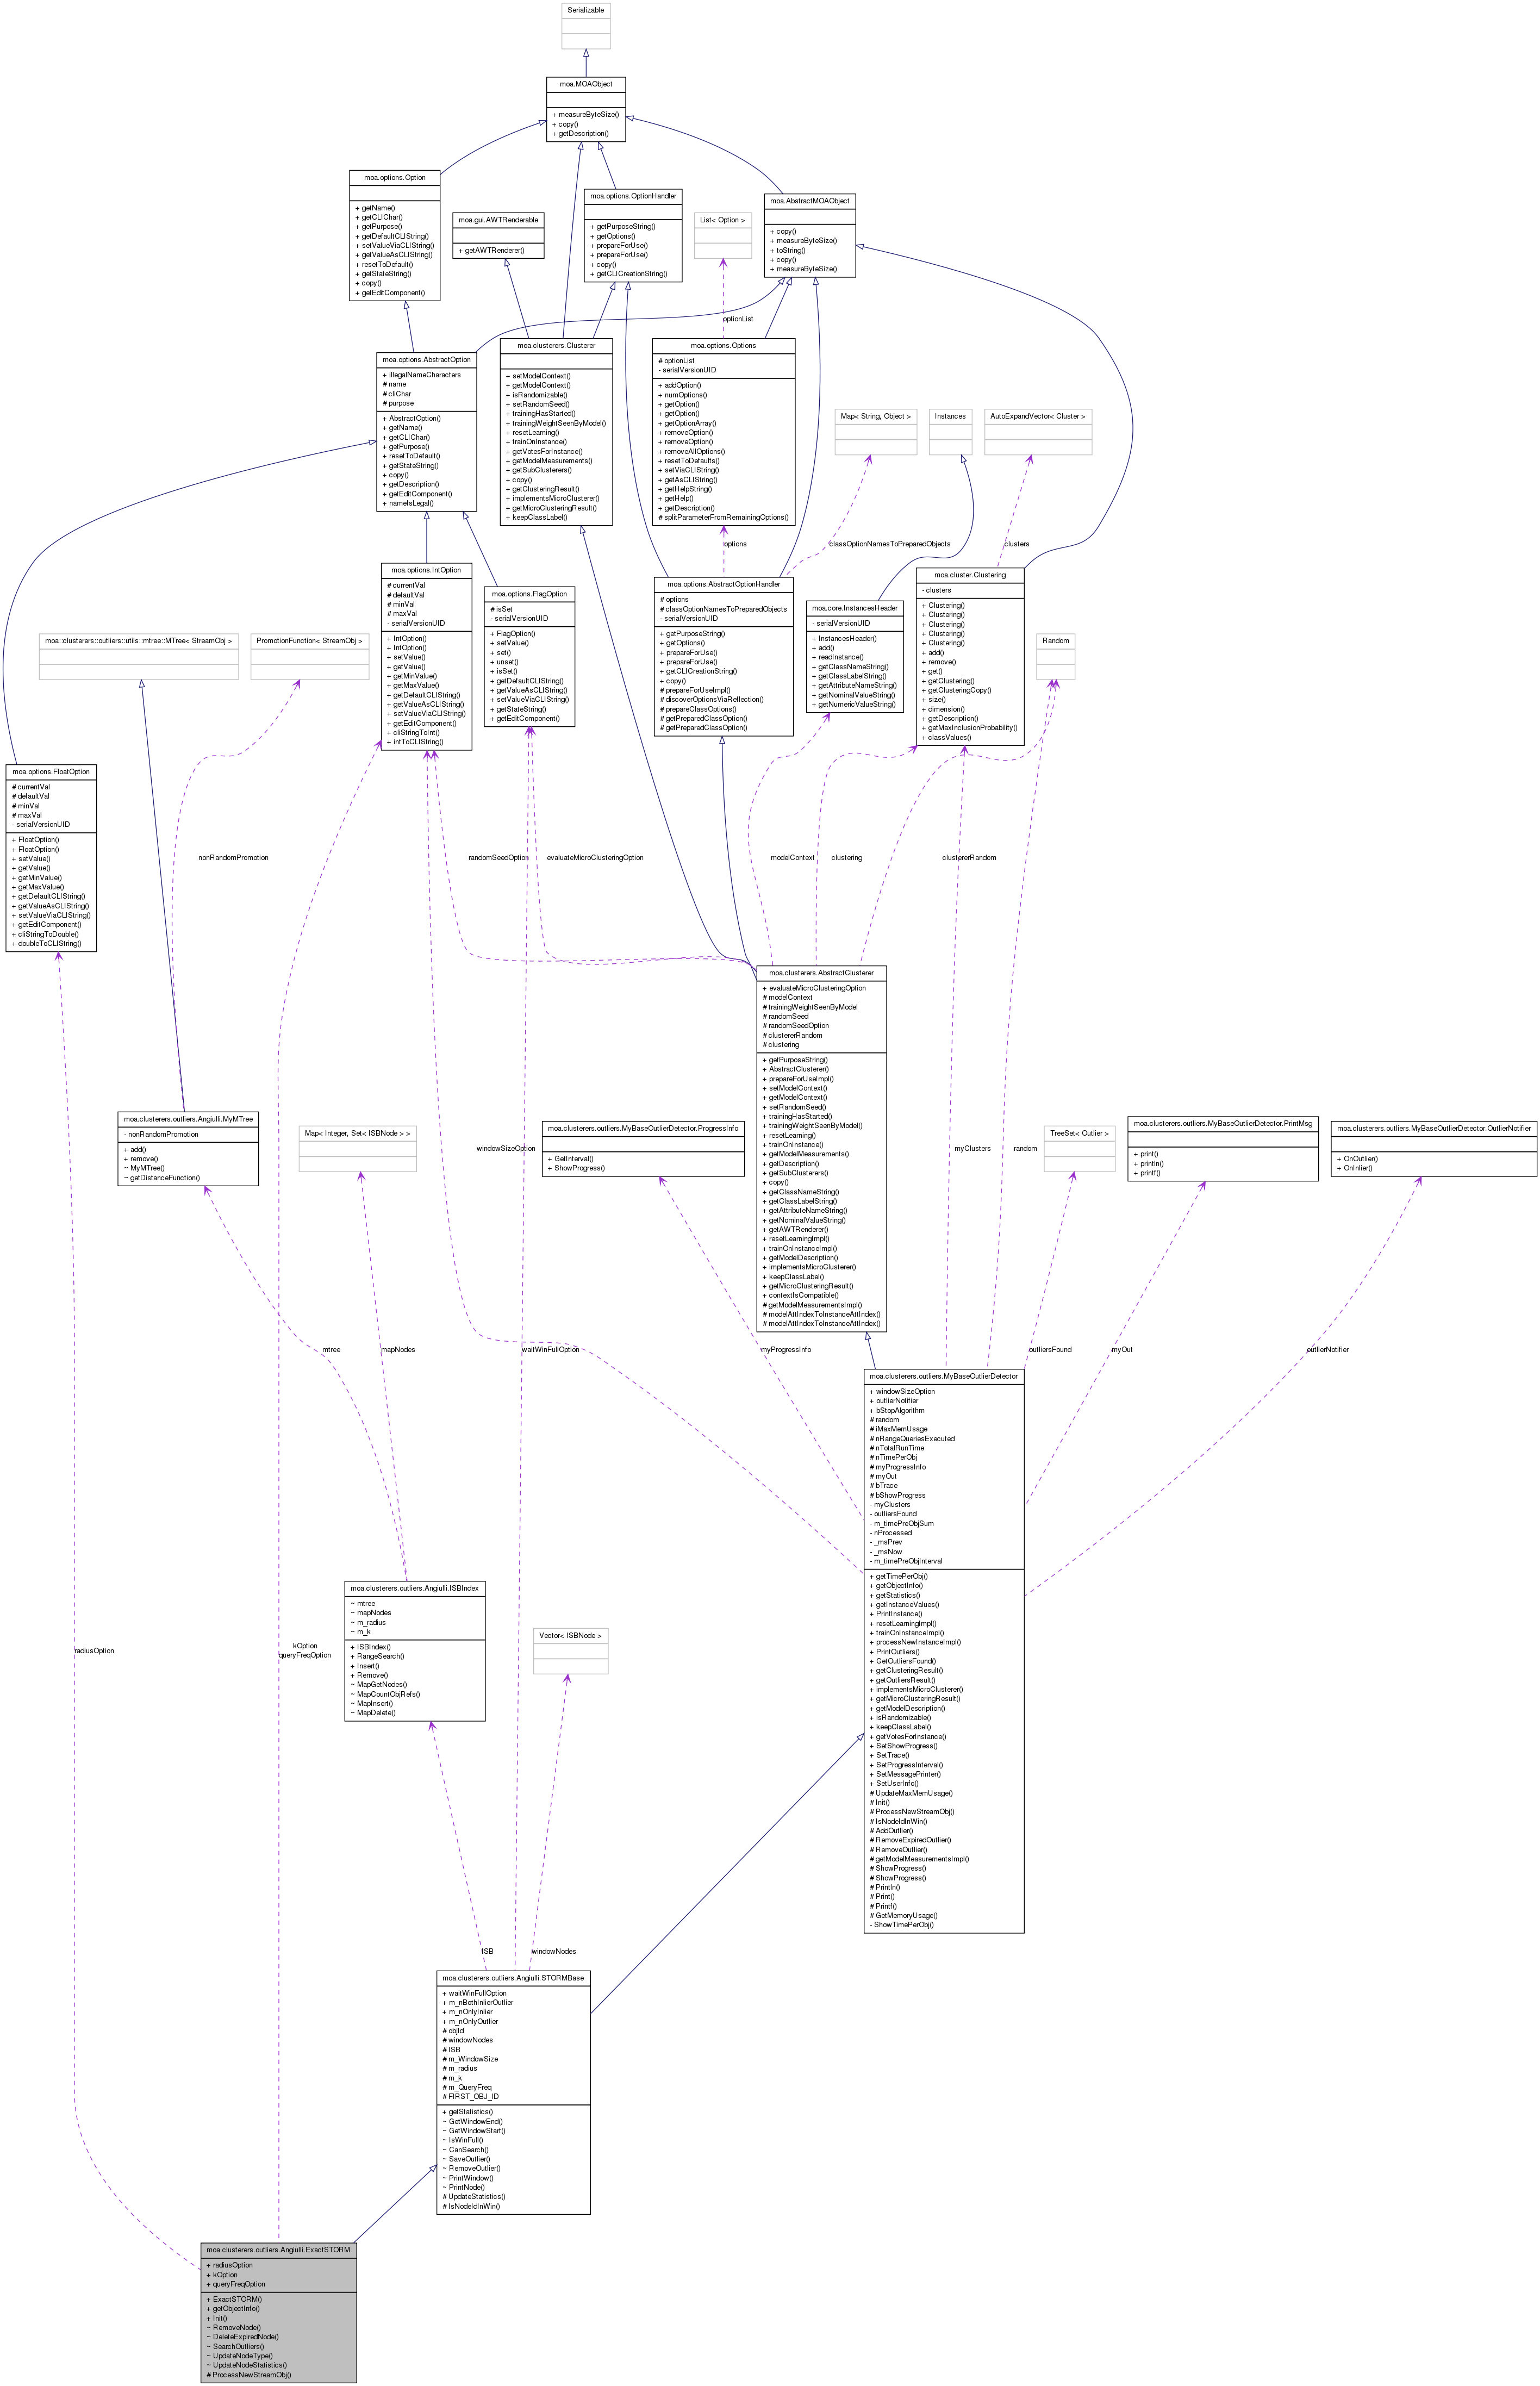 Serializable
moa.MOAObject
+ measureByteSize()
+ copy()
+ getDescription()
moa.options.Option
+ getName()
+ getCLIChar()
+ getPurpose()
+ getDefaultCLIString()
+ setValueViaCLIString()
+ getValueAsCLIString()
+ resetToDefault()
+ getStateString()
+ copy()
+ getEditComponent()
moa.gui.AWTRenderable
+ getAWTRenderer()
moa.options.OptionHandler
+ getPurposeString()
+ getOptions()
+ prepareForUse()
+ prepareForUse()
+ copy()
+ getCLICreationString()
List< Option >
moa.AbstractMOAObject
+ copy()
+ measureByteSize()
+ toString()
+ copy()
+ measureByteSize()
optionList
moa.options.AbstractOption
+ illegalNameCharacters
# name
# cliChar
# purpose
+ AbstractOption()
+ getName()
+ getCLIChar()
+ getPurpose()
+ resetToDefault()
+ getStateString()
+ copy()
+ getDescription()
+ getEditComponent()
+ nameIsLegal()
moa.clusterers.Clusterer
+ setModelContext()
+ getModelContext()
+ isRandomizable()
+ setRandomSeed()
+ trainingHasStarted()
+ trainingWeightSeenByModel()
+ resetLearning()
+ trainOnInstance()
+ getVotesForInstance()
+ getModelMeasurements()
+ getSubClusterers()
+ copy()
+ getClusteringResult()
+ implementsMicroClusterer()
+ getMicroClusteringResult()
+ keepClassLabel()
moa.options.Options
# optionList
- serialVersionUID
+ addOption()
+ numOptions()
+ getOption()
+ getOption()
+ getOptionArray()
+ removeOption()
+ removeOption()
+ removeAllOptions()
+ resetToDefaults()
+ setViaCLIString()
+ getAsCLIString()
+ getHelpString()
+ getHelp()
+ getDescription()
# splitParameterFromRemainingOptions()
Map< String, Object >
Instances
AutoExpandVector< Cluster >
options
classOptionNamesToPreparedObjects
clusters
moa.options.IntOption
# currentVal
# defaultVal
# minVal
# maxVal
- serialVersionUID
+ IntOption()
+ IntOption()
+ setValue()
+ getValue()
+ getMinValue()
+ getMaxValue()
+ getDefaultCLIString()
+ getValueAsCLIString()
+ setValueViaCLIString()
+ getEditComponent()
+ cliStringToInt()
+ intToCLIString()
moa.options.FlagOption
# isSet
- serialVersionUID
+ FlagOption()
+ setValue()
+ set()
+ unset()
+ isSet()
+ getDefaultCLIString()
+ getValueAsCLIString()
+ setValueViaCLIString()
+ getStateString()
+ getEditComponent()
moa.options.AbstractOptionHandler
# options
# classOptionNamesToPreparedObjects
- serialVersionUID
+ getPurposeString()
+ getOptions()
+ prepareForUse()
+ prepareForUse()
+ getCLICreationString()
+ copy()
# prepareForUseImpl()
# discoverOptionsViaReflection()
# prepareClassOptions()
# getPreparedClassOption()
# getPreparedClassOption()
moa.core.InstancesHeader
- serialVersionUID
+ InstancesHeader()
+ add()
+ readInstance()
+ getClassNameString()
+ getClassLabelString()
+ getAttributeNameString()
+ getNominalValueString()
+ getNumericValueString()
moa.cluster.Clustering
- clusters
+ Clustering()
+ Clustering()
+ Clustering()
+ Clustering()
+ Clustering()
+ add()
+ remove()
+ get()
+ getClustering()
+ getClusteringCopy()
+ size()
+ dimension()
+ getDescription()
+ getMaxInclusionProbability()
+ classValues()
Random
moa::clusterers::outliers::utils::mtree::MTree< StreamObj >
PromotionFunction< StreamObj >
moa.options.FloatOption
# currentVal
# defaultVal
# minVal
# maxVal
- serialVersionUID
+ FloatOption()
+ FloatOption()
+ setValue()
+ getValue()
+ getMinValue()
+ getMaxValue()
+ getDefaultCLIString()
+ getValueAsCLIString()
+ setValueViaCLIString()
+ getEditComponent()
+ cliStringToDouble()
+ doubleToCLIString()
nonRandomPromotion
randomSeedOption
evaluateMicroClusteringOption
modelContext
clustering
clustererRandom
moa.clusterers.AbstractClusterer
+ evaluateMicroClusteringOption
# modelContext
# trainingWeightSeenByModel
# randomSeed
# randomSeedOption
# clustererRandom
# clustering
+ getPurposeString()
+ AbstractClusterer()
+ prepareForUseImpl()
+ setModelContext()
+ getModelContext()
+ setRandomSeed()
+ trainingHasStarted()
+ trainingWeightSeenByModel()
+ resetLearning()
+ trainOnInstance()
+ getModelMeasurements()
+ getDescription()
+ getSubClusterers()
+ copy()
+ getClassNameString()
+ getClassLabelString()
+ getAttributeNameString()
+ getNominalValueString()
+ getAWTRenderer()
+ resetLearningImpl()
+ trainOnInstanceImpl()
+ getModelDescription()
+ implementsMicroClusterer()
+ keepClassLabel()
+ getMicroClusteringResult()
+ contextIsCompatible()
# getModelMeasurementsImpl()
# modelAttIndexToInstanceAttIndex()
# modelAttIndexToInstanceAttIndex()
moa.clusterers.outliers.Angiulli.MyMTree
- nonRandomPromotion
+ add()
+ remove()
~ MyMTree()
~ getDistanceFunction()
Map< Integer, Set< ISBNode > >
windowSizeOption
moa.clusterers.outliers.MyBaseOutlierDetector.ProgressInfo
+ GetInterval()
+ ShowProgress()
myClusters
random
TreeSet< Outlier >
moa.clusterers.outliers.MyBaseOutlierDetector.PrintMsg
+ print()
+ println()
+ printf()
moa.clusterers.outliers.MyBaseOutlierDetector.OutlierNotifier
+ OnOutlier()
+ OnInlier()
mtree
mapNodes
waitWinFullOption
myProgressInfo
outliersFound
myOut
outlierNotifier
moa.clusterers.outliers.MyBaseOutlierDetector
+ windowSizeOption
+ outlierNotifier
+ bStopAlgorithm
# random
# iMaxMemUsage
# nRangeQueriesExecuted
# nTotalRunTime
# nTimePerObj
# myProgressInfo
# myOut
# bTrace
# bShowProgress
- myClusters
- outliersFound
- m_timePreObjSum
- nProcessed
- _msPrev
- _msNow
- m_timePreObjInterval
+ getTimePerObj()
+ getObjectInfo()
+ getStatistics()
+ getInstanceValues()
+ PrintInstance()
+ resetLearningImpl()
+ trainOnInstanceImpl()
+ processNewInstanceImpl()
+ PrintOutliers()
+ GetOutliersFound()
+ getClusteringResult()
+ getOutliersResult()
+ implementsMicroClusterer()
+ getMicroClusteringResult()
+ getModelDescription()
+ isRandomizable()
+ keepClassLabel()
+ getVotesForInstance()
+ SetShowProgress()
+ SetTrace()
+ SetProgressInterval()
+ SetMessagePrinter()
+ SetUserInfo()
# UpdateMaxMemUsage()
# Init()
# ProcessNewStreamObj()
# IsNodeIdInWin()
# AddOutlier()
# RemoveExpiredOutlier()
# RemoveOutlier()
# getModelMeasurementsImpl()
# ShowProgress()
# ShowProgress()
# Println()
# Print()
# Printf()
# GetMemoryUsage()
- ShowTimePerObj()
moa.clusterers.outliers.Angiulli.ISBIndex
~ mtree
~ mapNodes
~ m_radius
~ m_k
+ ISBIndex()
+ RangeSearch()
+ Insert()
+ Remove()
~ MapGetNodes()
~ MapCountObjRefs()
~ MapInsert()
~ MapDelete()
Vector< ISBNode >
radiusOption
kOption
queryFreqOption
ISB
windowNodes
moa.clusterers.outliers.Angiulli.STORMBase
+ waitWinFullOption
+ m_nBothInlierOutlier
+ m_nOnlyInlier
+ m_nOnlyOutlier
# objId
# windowNodes
# ISB
# m_WindowSize
# m_radius
# m_k
# m_QueryFreq
# FIRST_OBJ_ID
+ getStatistics()
~ GetWindowEnd()
~ GetWindowStart()
~ IsWinFull()
~ CanSearch()
~ SaveOutlier()
~ RemoveOutlier()
~ PrintWindow()
~ PrintNode()
# UpdateStatistics()
# IsNodeIdInWin()
moa.clusterers.outliers.Angiulli.ExactSTORM
+ radiusOption
+ kOption
+ queryFreqOption
+ ExactSTORM()
+ getObjectInfo()
+ Init()
~ RemoveNode()
~ DeleteExpiredNode()
~ SearchOutliers()
~ UpdateNodeType()
~ UpdateNodeStatistics()
# ProcessNewStreamObj()